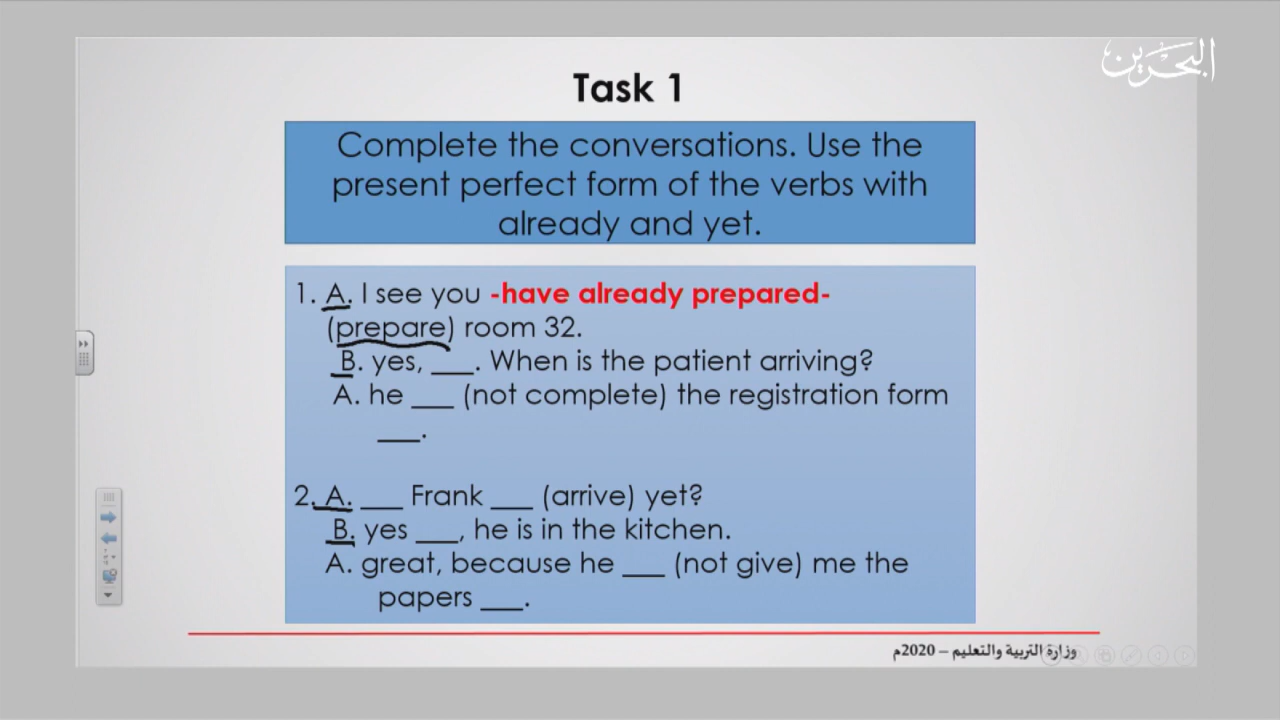 البحرين
Task 1
Complete the conversations. Use the
present perfect form of the verbs with
already and yet.
1. A. I see you -have already prepared-
(prepare) room 32.
B. yes, ___. When is the patient arriving?
A. he ___ (not complete) the registration form
___.
2. A. ___ Frank ___ (arrive) yet?
B. yes ___, he is in the kitchen.
A. great, because he ___ (not give) me the
papers ___.
وزارة التربية والتعليم – 2020م